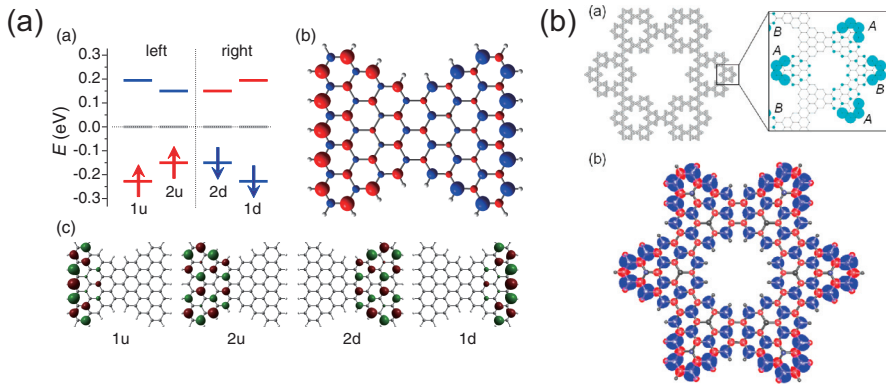 (a)
(a)
left right
E (eV)
0.3
0.2
0.1
0.0
-0.1
-0.2
-0.3
1u 2u 2d 1d
(b)
(c)
1u 2u 2d 1d
(b)
(a)
B A
A
B
B A
(b)